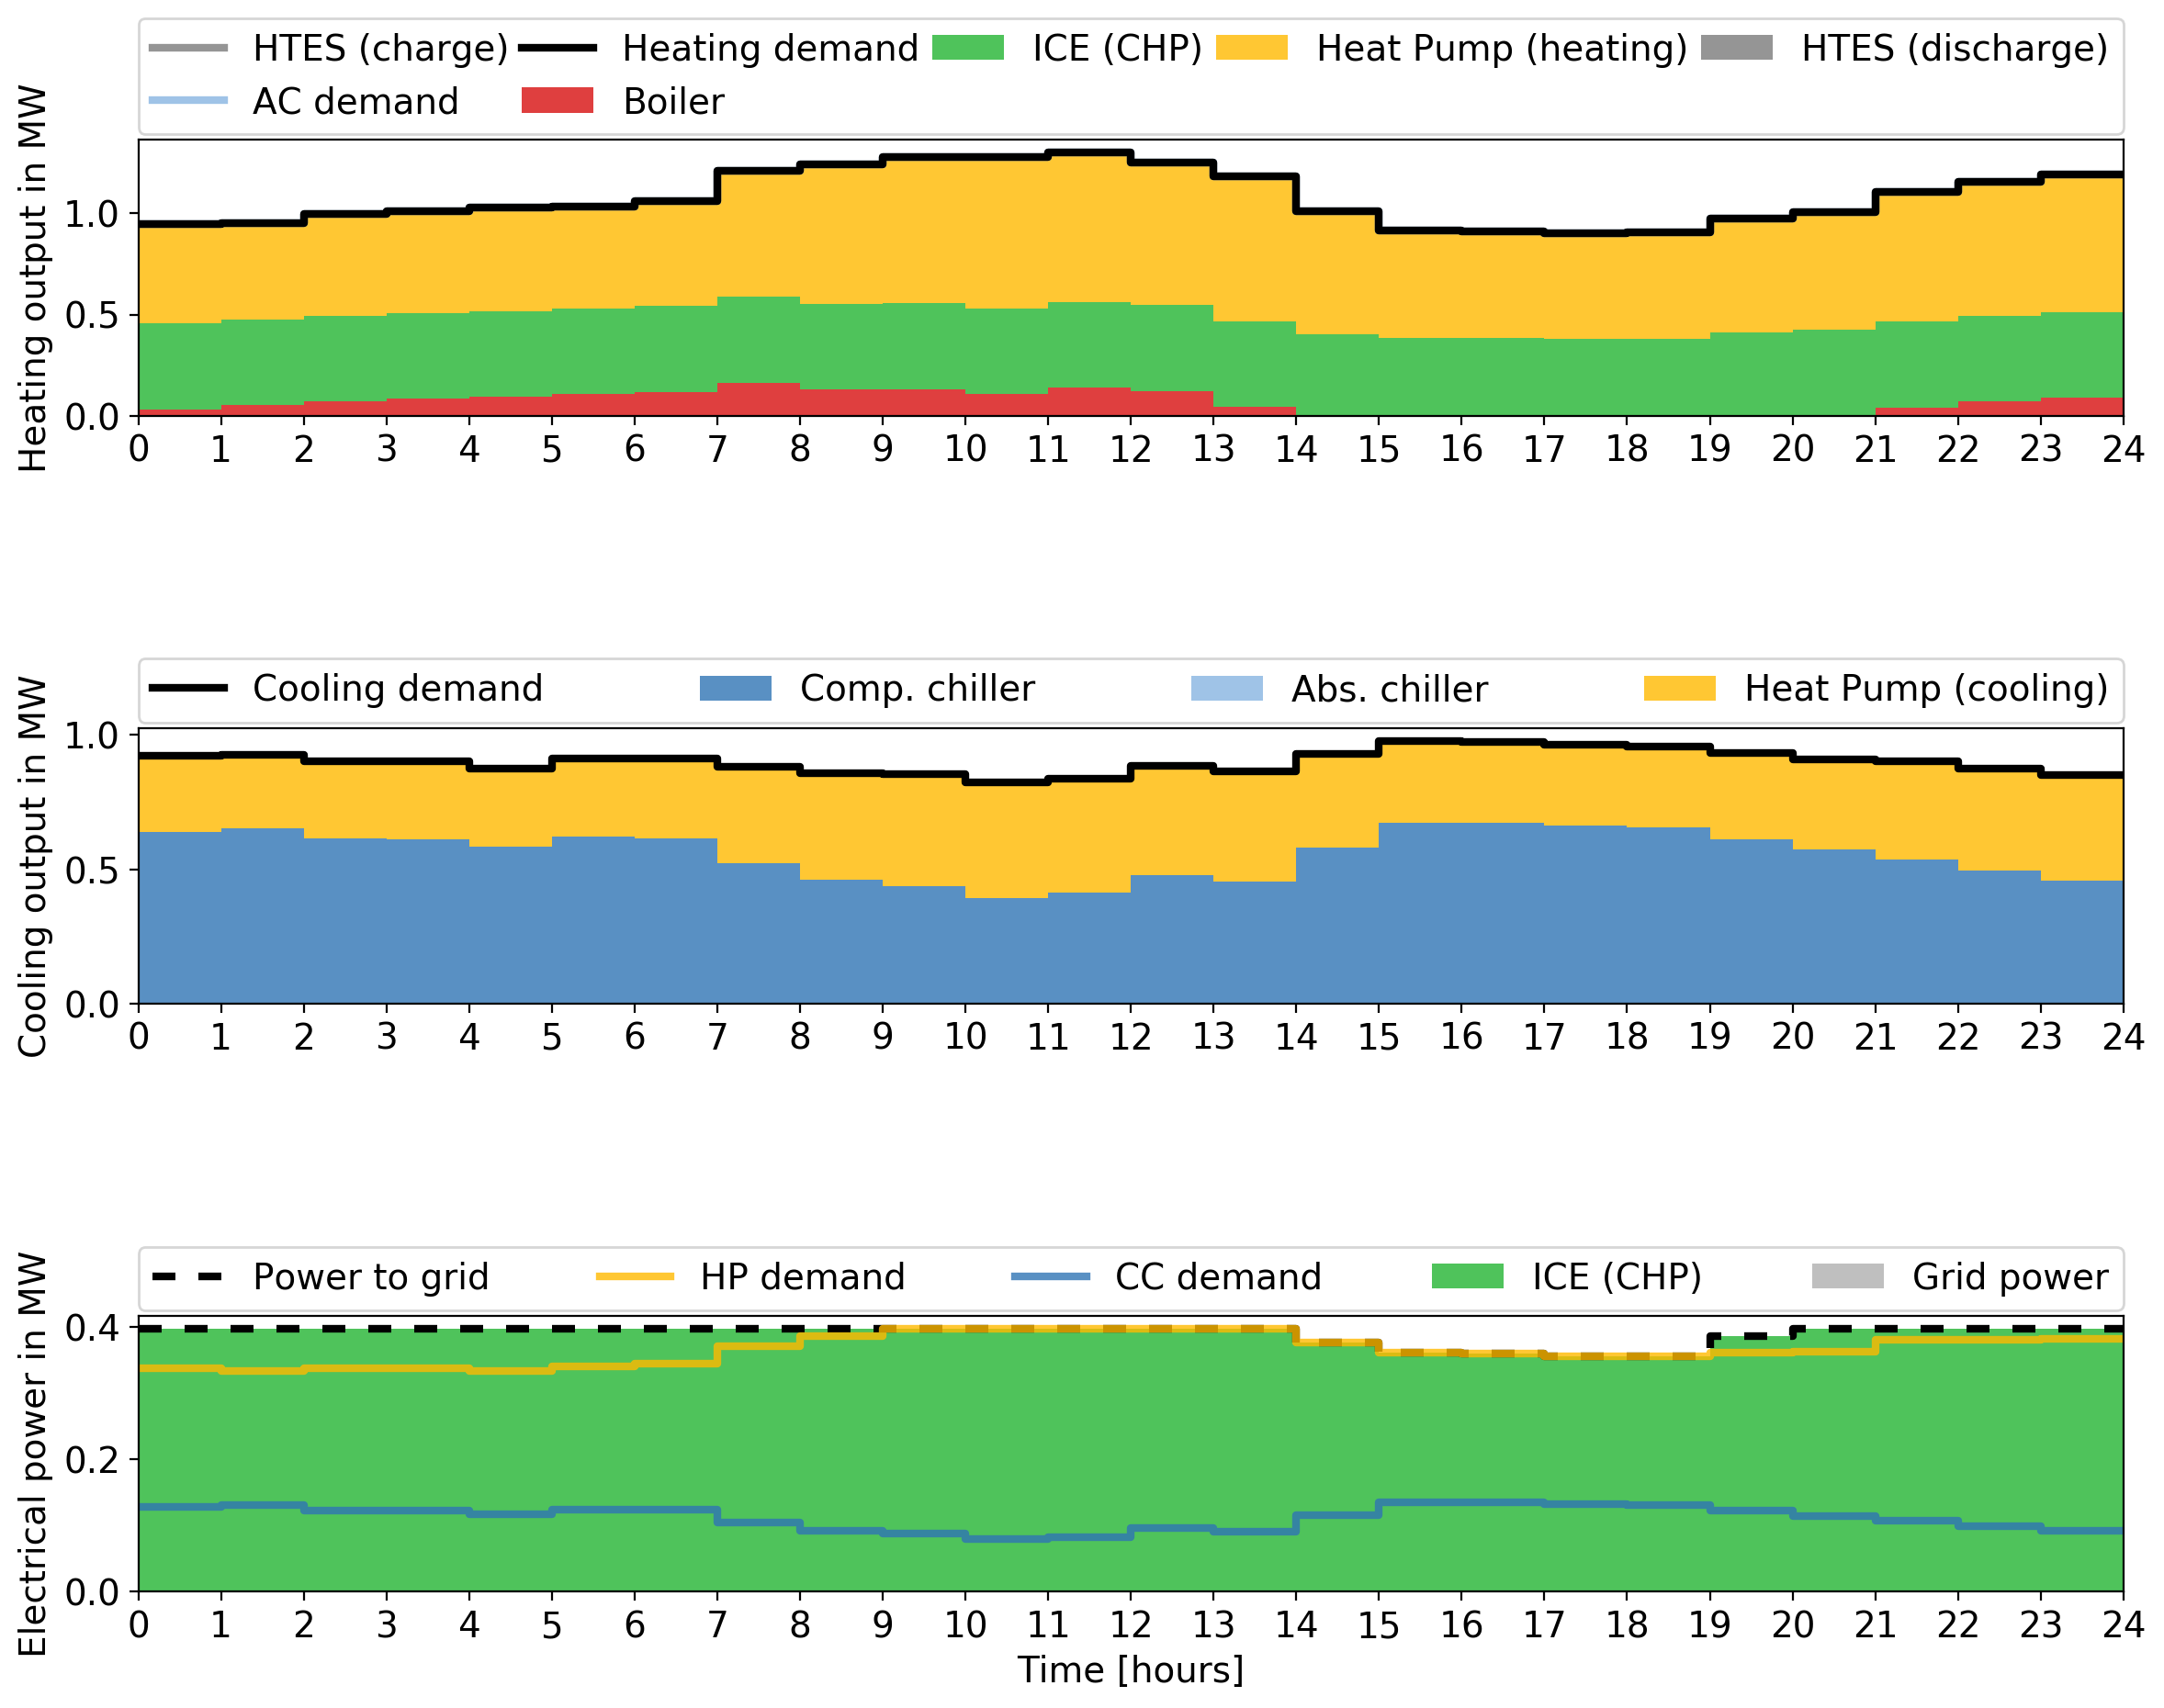 HTES (charge) Heating demand ICE (CHP) Heat Pump (heating) HTES (discharge)
AC demand Boiler
Heating output in MW
1.0
0.5
0.0
0 1 2 3 4 5 6 7 8 9 10 11 12 13 14 15 16 17 18 19 20 21 22 23 24
Cooling demand Comp. chiller Abs. chiller Heat Pump (cooling)
Cooling output in MW
1.0
0.5
0.0
0 1 2 3 4 5 6 7 8 9 10 11 12 13 14 15 16 17 18 19 20 21 22 23 24
Power to grid HP demand CC demand ICE (CHP) Grid power
Electrical power in MW
0.4
0.2
0.0
0 1 2 3 4 5 6 7 8 9 10 11 12 13 14 15 16 17 18 19 20 21 22 23 24
Time [hours]